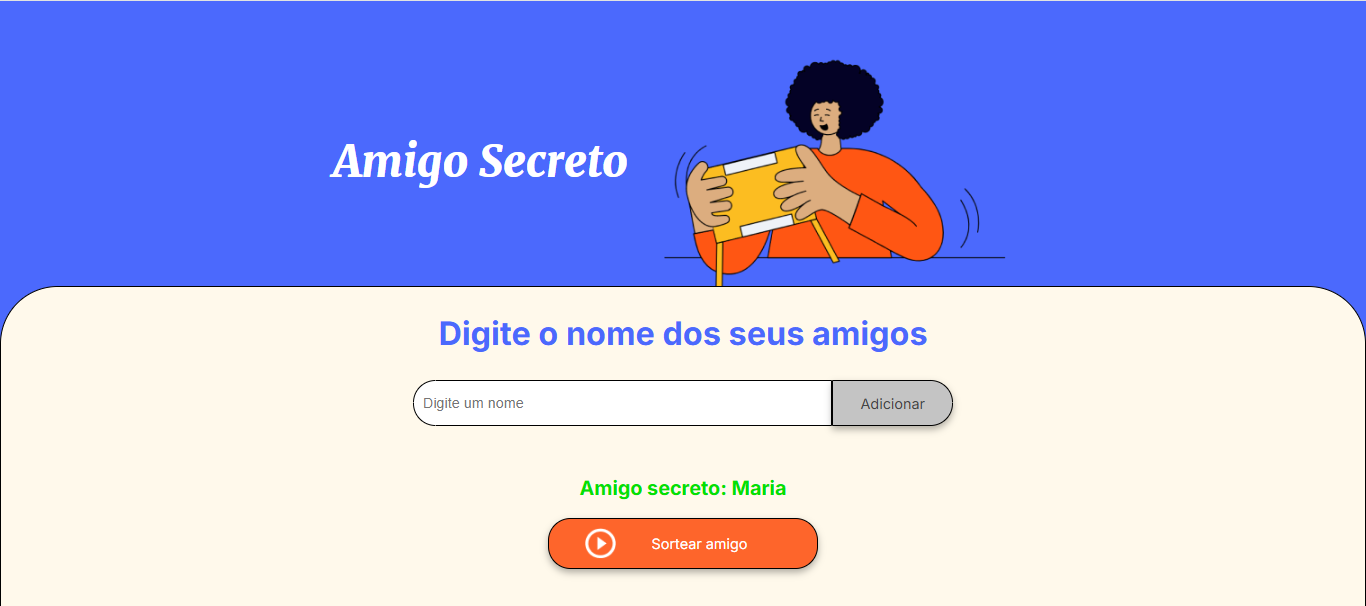 Amigo Secreto
Digite o nome dos seus amigos
Digite um nome
Adicionar
Amigo secreto: Maria
Sortear amigo